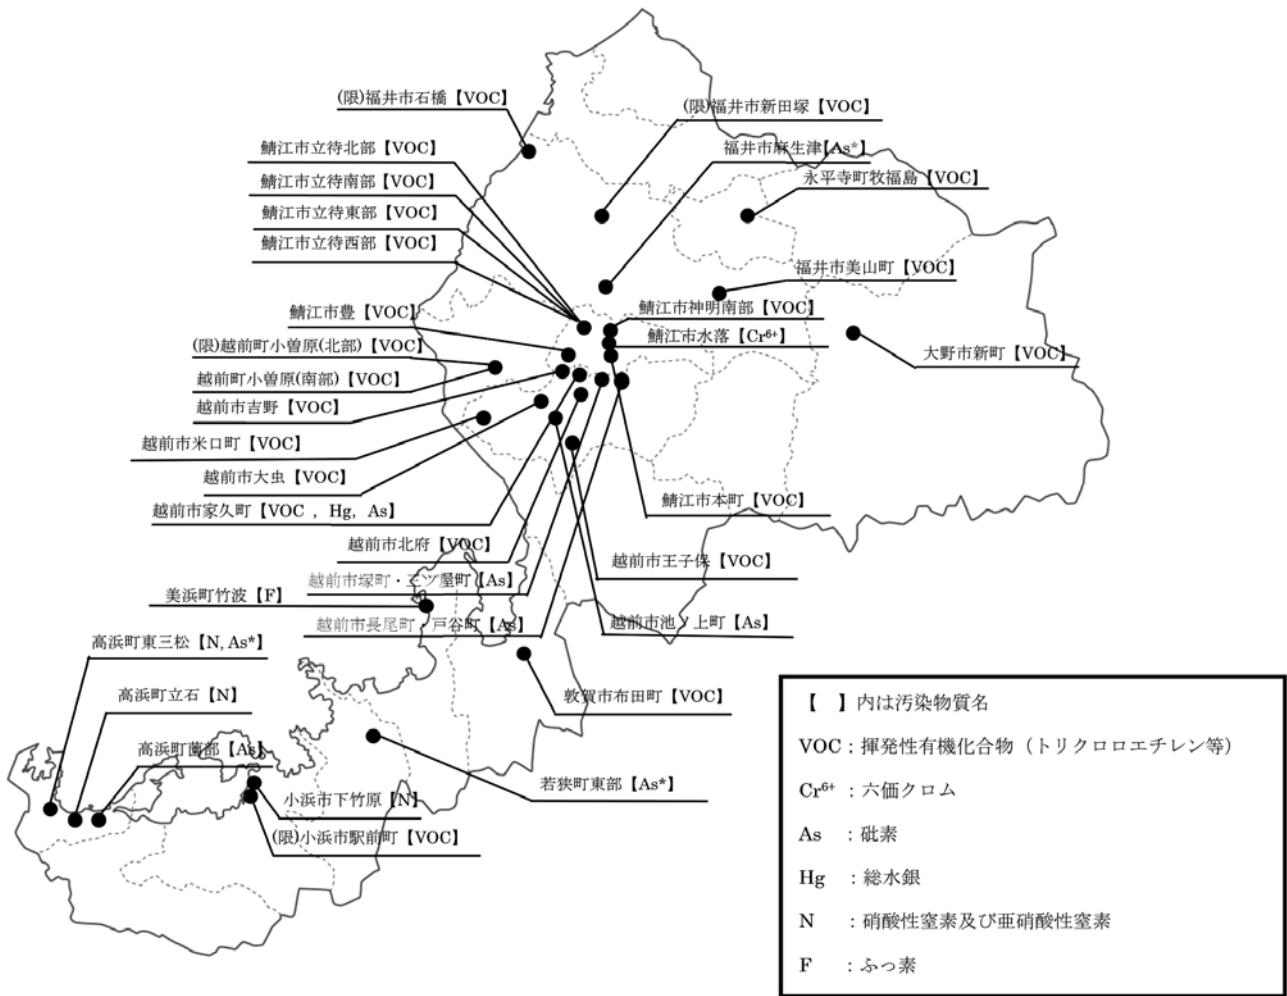 (限)福井市石橋【VOC】
(限)福井市新田塚【VOC】
鯖江市立待北部【VOC】
福井市麻生津【As*】
鯖江市立待南部【VOC】
永平寺町牧福島【VOC】
鯖江市立待東部【VOC】
鯖江市立待西部【VOC】
福井市美山町【VOC】
鯖江市豊【VOC】
鯖江市神明南部【VOC】
(限)越前町小曽原(北部)【VOC】
鯖江市水落【Cr⁶⁺】
大野市新町【VOC】
越前町小曽原(南部)【VOC】
越前市吉野【VOC】
越前市米口町【VOC】
越前市大虫【VOC】
鯖江市本町【VOC】
越前市家久町【VOC , Hg, As】
越前市北府【VOC】
越前市王子保【VOC】
越前市塚町・三ツ屋町【As】
美浜町竹波【F】
越前市長尾町・戸谷町【As】
越前市池ノ上町【As】
高浜町東三松【N, As*】
高浜町立石【N】
敦賀市布田町【VOC】
高浜町薗部【As】
若狭町東部【As*】
小浜市下竹原【N】
(限)小浜市駅前町【VOC】
【 】内は汚染物質名
VOC:揮発性有機化合物(トリクロロエチレン等)
Cr⁶⁺:六価クロム
As :砒素
Hg :総水銀
N :硝酸性窒素及び亜硝酸性窒素
F :ふっ素